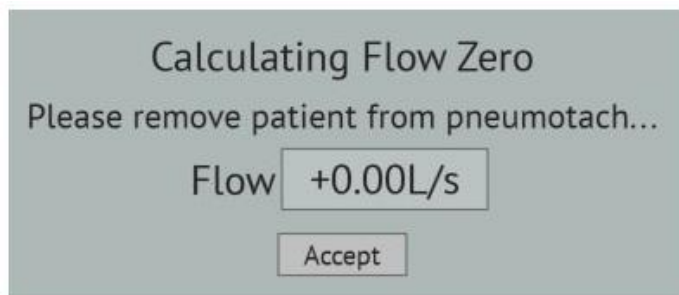 Calculating Flow Zero
Please remove patient from pneumotach...
Flow +0.00L/s
Accept